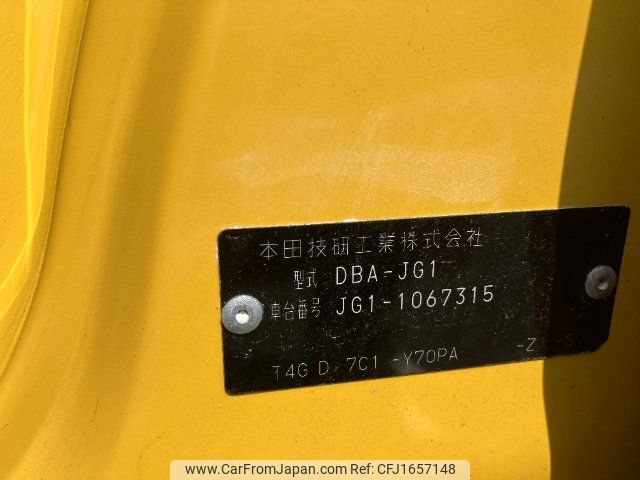 本田技研工業株式会社
型式 DBA-JG1
車台番号 JG1-1067315
T4G D 7C1 -Y70PA -Z -S
www.CarFromJapan.com CFJ1657148